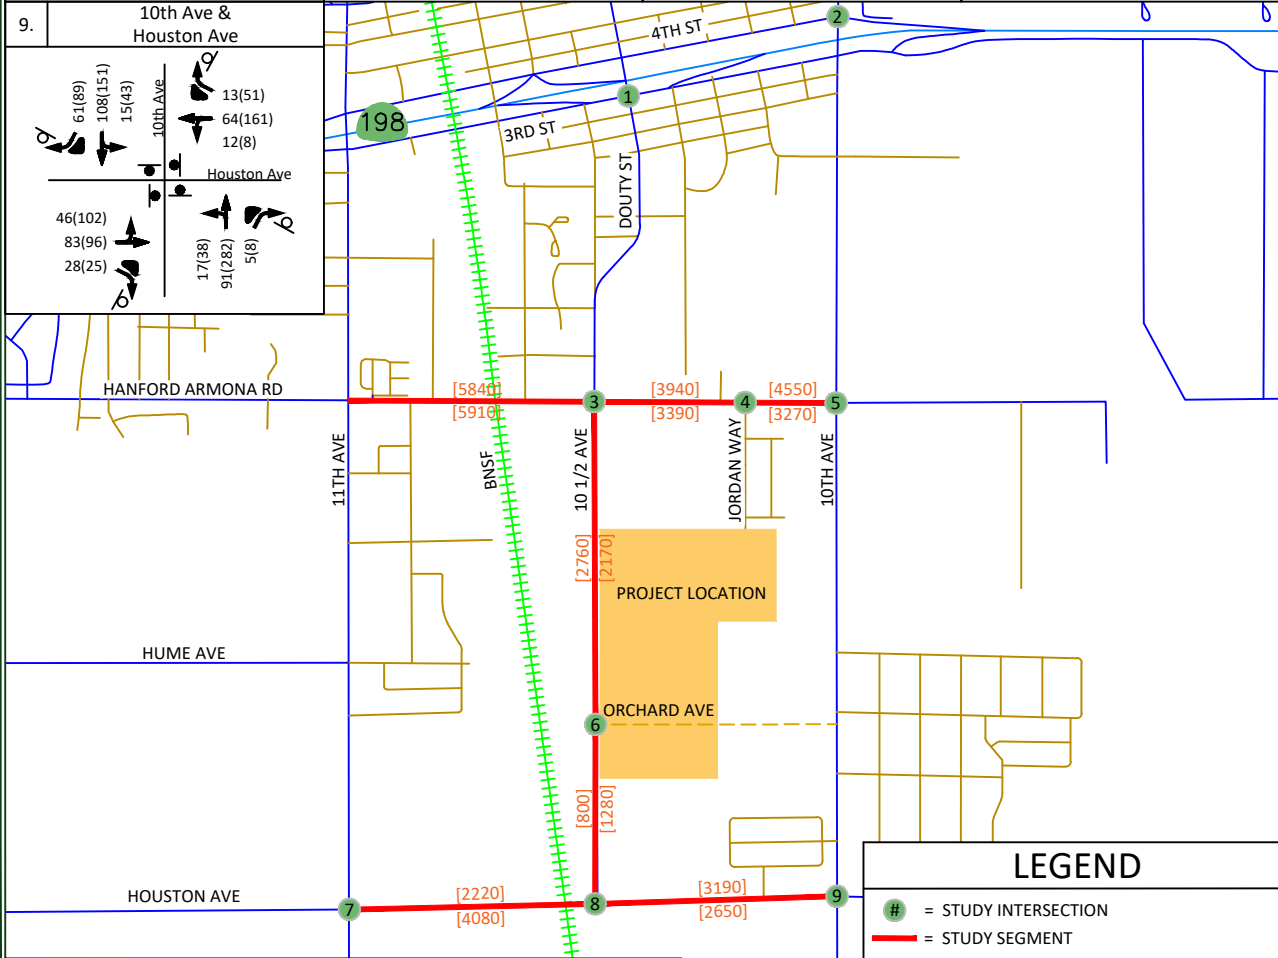 9.
10th Ave &
Houston Ave
61(89)
108(151)
15(43)
10th Ave
13(51)
64(161)
12(8)
Houston Ave
46(102)
83(96)
28(25)
17(38)
91(282)
5(8)
2
4TH ST
1
198
3RD ST
DOUTY ST
HANFORD ARMONA RD
[5840]
[5910]
3
[3940]
[3390]
4
[4550]
[3270]
5
11TH AVE
BNSF
10 1/2 AVE
JORDAN WAY
10TH AVE
[2760]
[2170]
PROJECT LOCATION
HUME AVE
ORCHARD AVE
6
[800]
[1280]
HOUSTON AVE
7
[2220]
[4080]
8
[3190]
[2650]
9
LEGEND
# = STUDY INTERSECTION
= STUDY SEGMENT